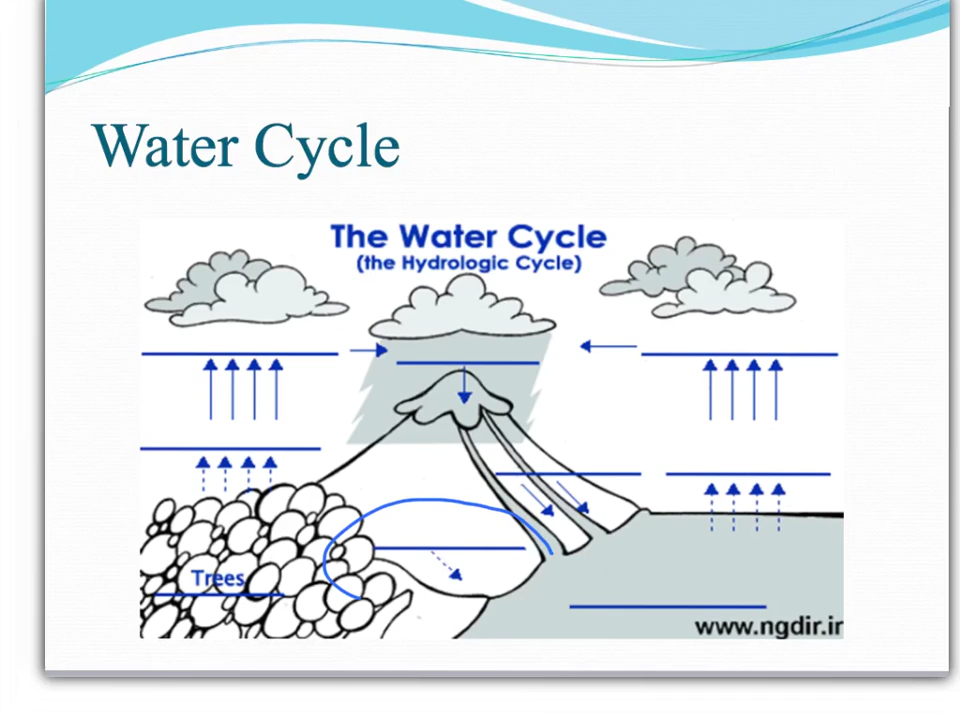 Water Cycle
The Water Cycle
(the Hydrologic Cycle)
Trees
www.ngdir.ir